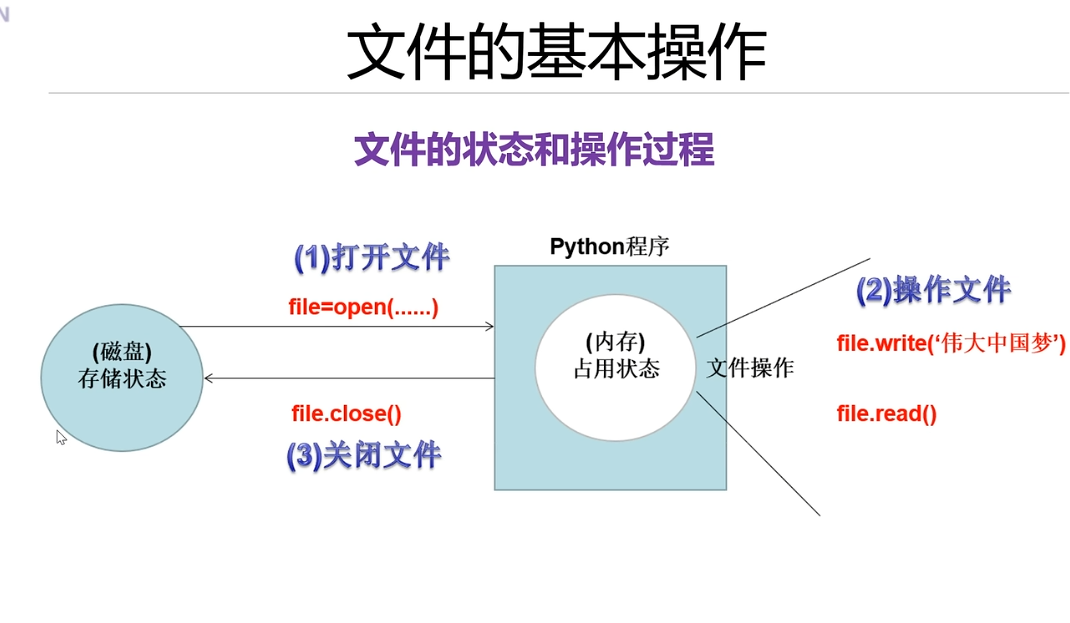 N
文件的基本操作
文件的状态和操作过程
(1)打开文件
file=open(......)
Python程序
(磁盘)
存储状态
(内存)
占用状态
文件操作
(2)操作文件
file.write(‘伟大中国梦’)
file.read()
file.close()
(3)关闭文件